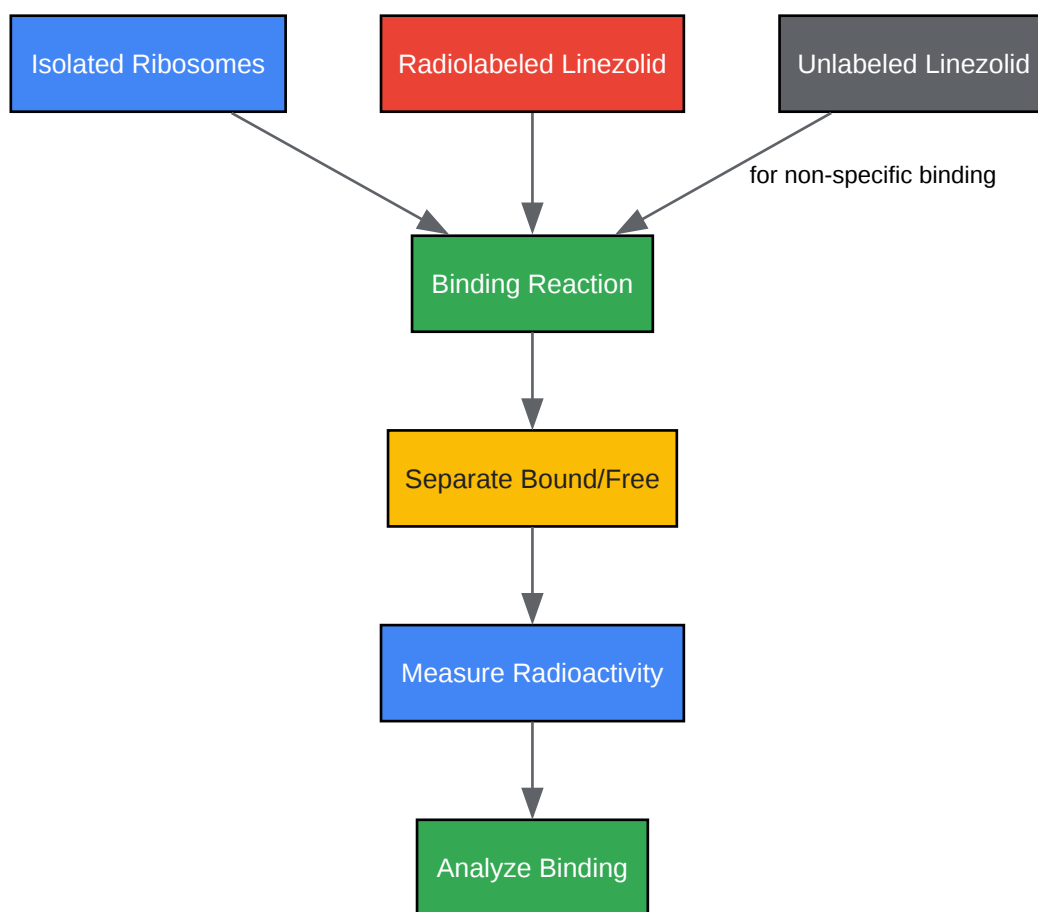 Isolated Ribosomes
Radiolabeled Linezolid
Unlabeled Linezolid
for non-specific binding
Binding Reaction
Separate Bound/Free
Measure Radioactivity
Analyze Binding